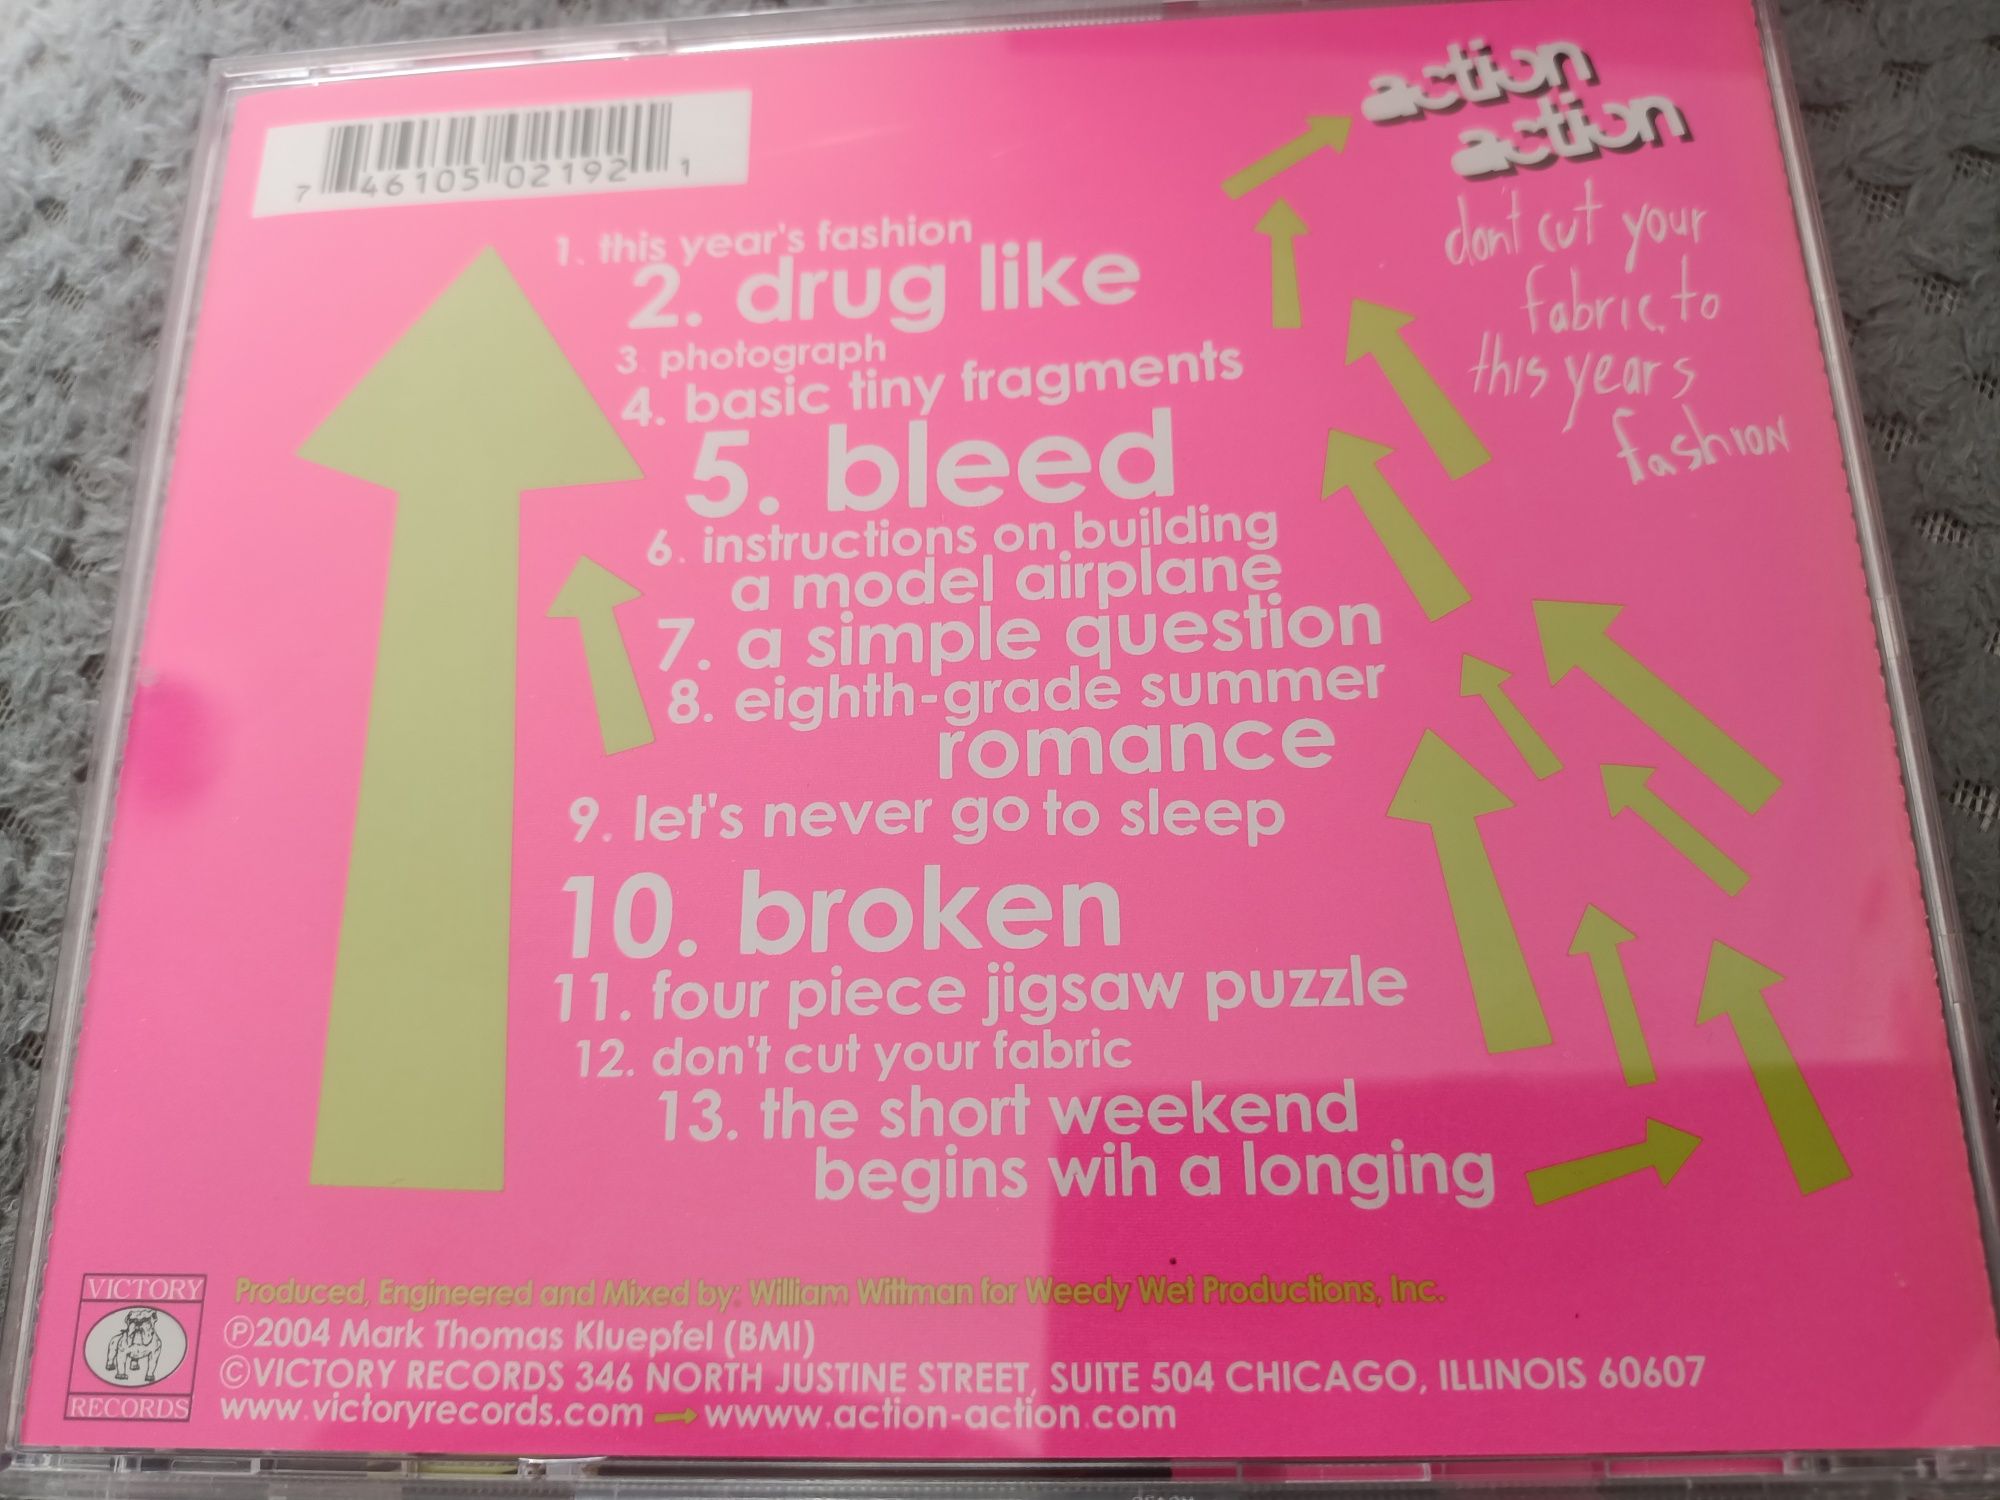 7 46105 02192 1
action
action
don't cut your
fabric to
this years
fashion
1. this year's fashion
2. drug like
3. photograph
4. basic tiny fragments
5. bleed
6. instructions on building
a model airplane
7. a simple question
8. eighth-grade summer
romance
9. let's never go to sleep
10. broken
11. four piece jigsaw puzzle
12. don't cut your fabric
13. the short weekend
begins wih a longing
VICTORY
RECORDS
Produced, Engineered and Mixed by: William Wittman for Weedy Wet Productions, Inc.
℗2004 Mark Thomas Kluepfel (BMI)
©VICTORY RECORDS 346 NORTH JUSTINE STREET, SUITE 504 CHICAGO, ILLINOIS 60607
www.victoryrecords.com → wwww.action-action.com